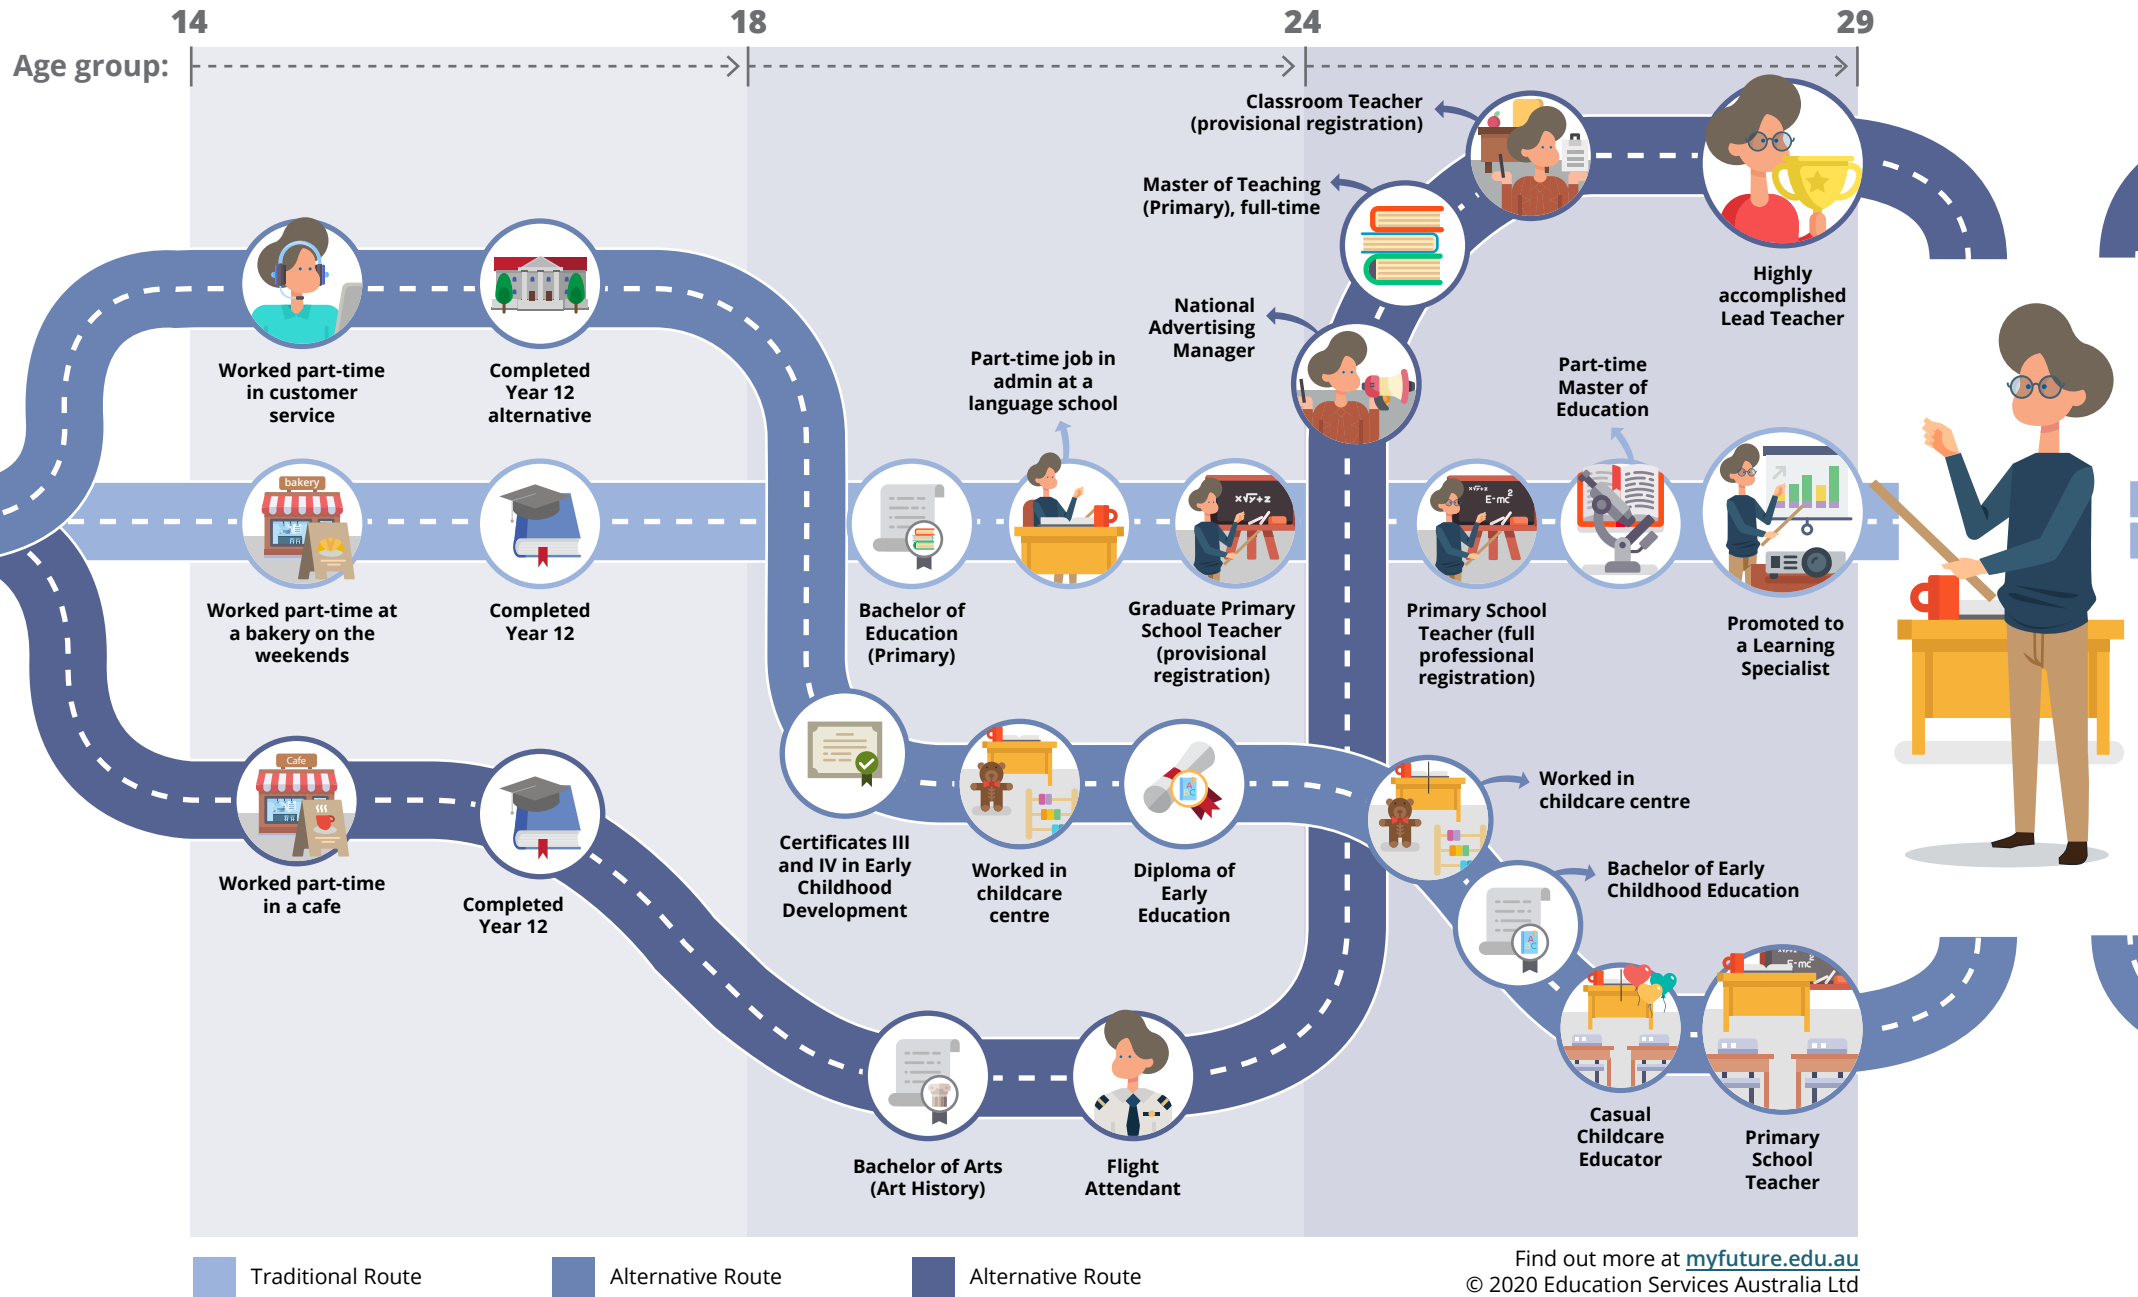 14
18
24
29
Age group:
Classroom Teacher
(provisional registration)
Master of Teaching
(Primary), full-time
National
Advertising
Manager
Highly
accomplished
Lead Teacher
Worked part-time
in customer
service
Completed
Year 12
alternative
Part-time job in
admin at a
language school
Part-time
Master of
Education
bakery
x√y+z
x√y+z
E=mc²
Worked part-time at
a bakery on the
weekends
Completed
Year 12
Bachelor of
Education
(Primary)
Graduate Primary
School Teacher
(provisional
registration)
Primary School
Teacher (full
professional
registration)
Promoted to
a Learning
Specialist
Cafe
Worked part-time
in a cafe
Completed
Year 12
Certificates III
and IV in Early
Childhood
Development
Worked in
childcare
centre
A
BC
Diploma of
Early
Education
Worked in
childcare centre
Bachelor of Early
Childhood Education
A
BC
E=mc²
Casual
Childcare
Educator
Primary
School
Teacher
Bachelor of Arts
(Art History)
Flight
Attendant
Traditional Route
Alternative Route
Alternative Route
Find out more at myfuture.edu.au
© 2020 Education Services Australia Ltd